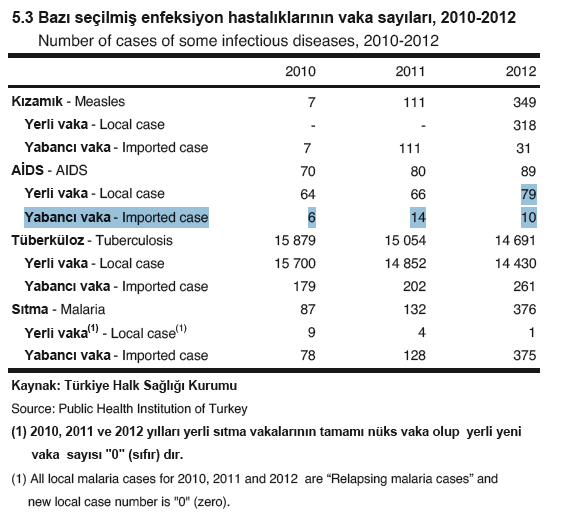 5.3 Bazı seçilmiş enfeksiyon hastalıklarının vaka sayıları, 2010-2012
Number of cases of some infectious diseases, 2010-2012
2010 2011 2012
Kızamık - Measles 7 111 349
Yerli vaka - Local case - - 318
Yabancı vaka - Imported case 7 111 31
AİDS - AIDS 70 80 89
Yerli vaka - Local case 64 66 79
Yabancı vaka - Imported case 6 14 10
Tüberküloz - Tuberculosis 15 879 15 054 14 691
Yerli vaka - Local case 15 700 14 852 14 430
Yabancı vaka - Imported case 179 202 261
Sıtma - Malaria 87 132 376
Yerli vaka(1) - Local case(1) 9 4 1
Yabancı vaka - Imported case 78 128 375
Kaynak: Türkiye Halk Sağlığı Kurumu
Source: Public Health Institution of Turkey
(1) 2010, 2011 ve 2012 yılları yerli sıtma vakalarının tamamı nüks vaka olup yerli yeni
vaka sayısı "0" (sıfır) dır.
(1) All local malaria cases for 2010, 2011 and 2012 are “Relapsing malaria cases” and
new local case number is "0" (zero).